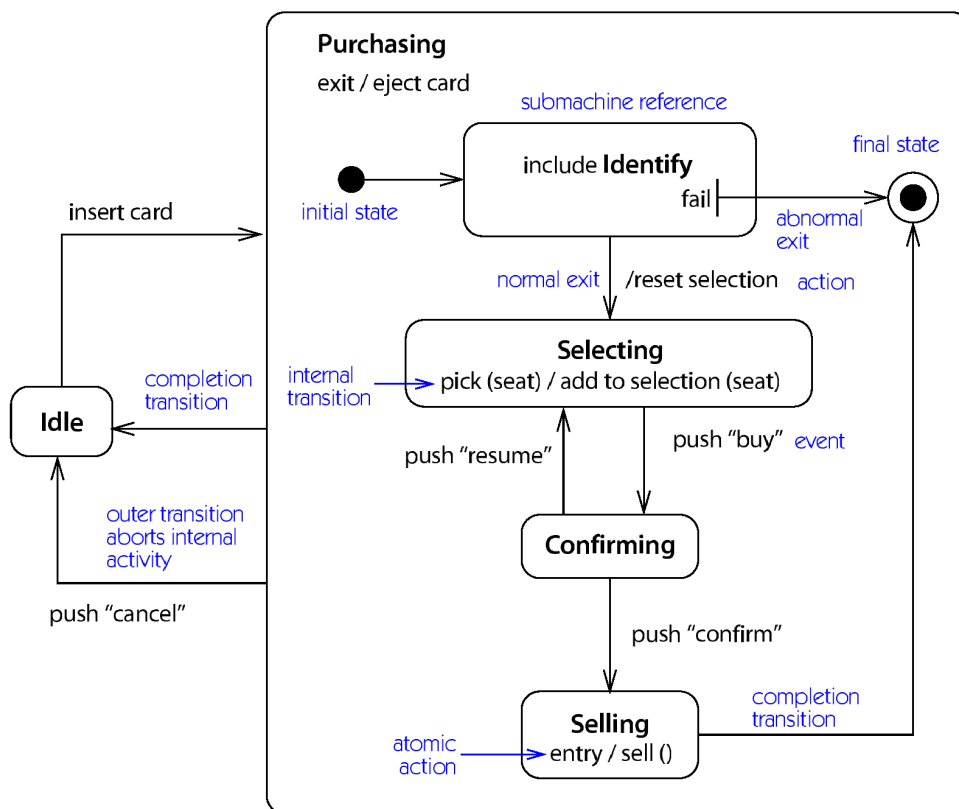 Purchasing
exit / eject card
submachine reference
include Identify
fail
final state
initial state
abnormal
exit
insert card
normal exit
/reset selection
action
Selecting
pick (seat) / add to selection (seat)
internal
transition
completion
transition
Idle
push “resume”
push “buy”
event
outer transition
aborts internal
activity
push “cancel”
Confirming
push “confirm”
Selling
entry / sell ()
completion
transition
atomic
action